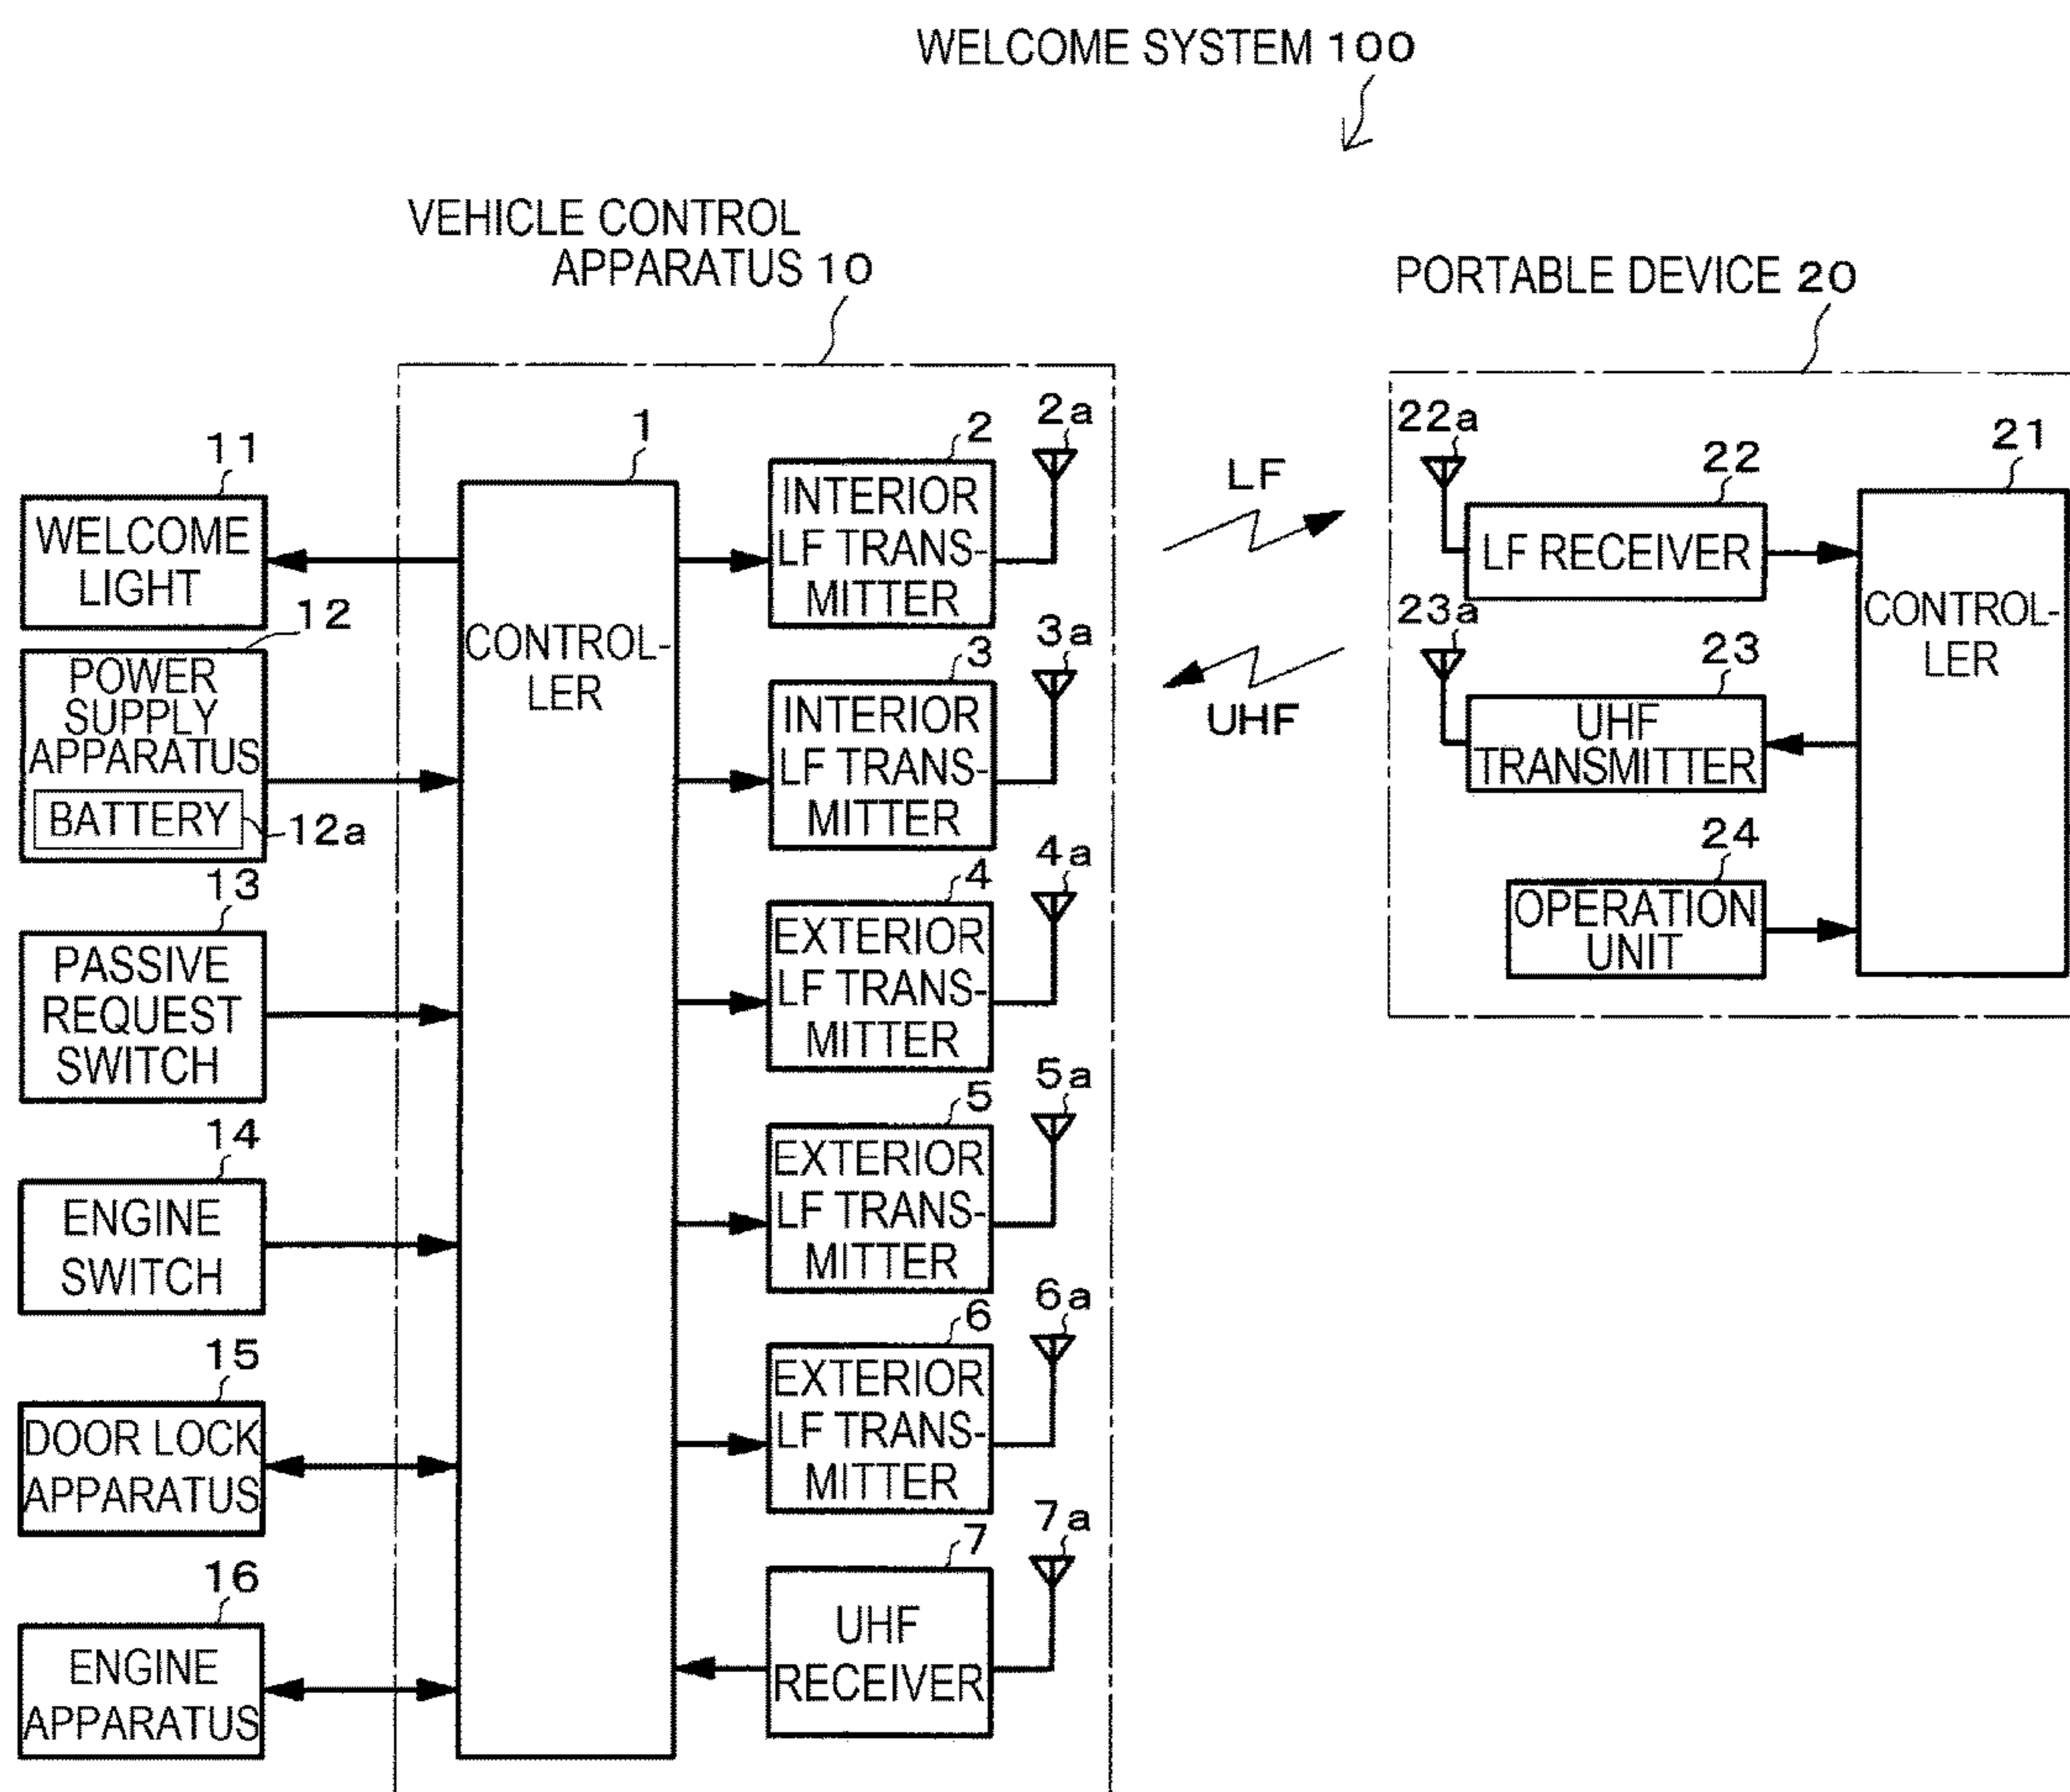 WELCOME SYSTEM 100
VEHICLE CONTROL
APPARATUS 10
PORTABLE DEVICE 20
11
WELCOME
LIGHT
12
POWER
SUPPLY
APPARATUS
BATTERY
12a
13
PASSIVE
REQUEST
SWITCH
14
ENGINE
SWITCH
15
DOOR LOCK
APPARATUS
16
ENGINE
APPARATUS
1
CONTROL-
LER
2
2a
INTERIOR
LF TRANS-
MITTER
3
3a
INTERIOR
LF TRANS-
MITTER
4
4a
EXTERIOR
LF TRANS-
MITTER
5
5a
EXTERIOR
LF TRANS-
MITTER
6
6a
EXTERIOR
LF TRANS-
MITTER
7
7a
UHF
RECEIVER
LF
UHF
22a
22
LF RECEIVER
23a
23
UHF
TRANSMITTER
24
OPERATION
UNIT
21
CONTROL-
LER